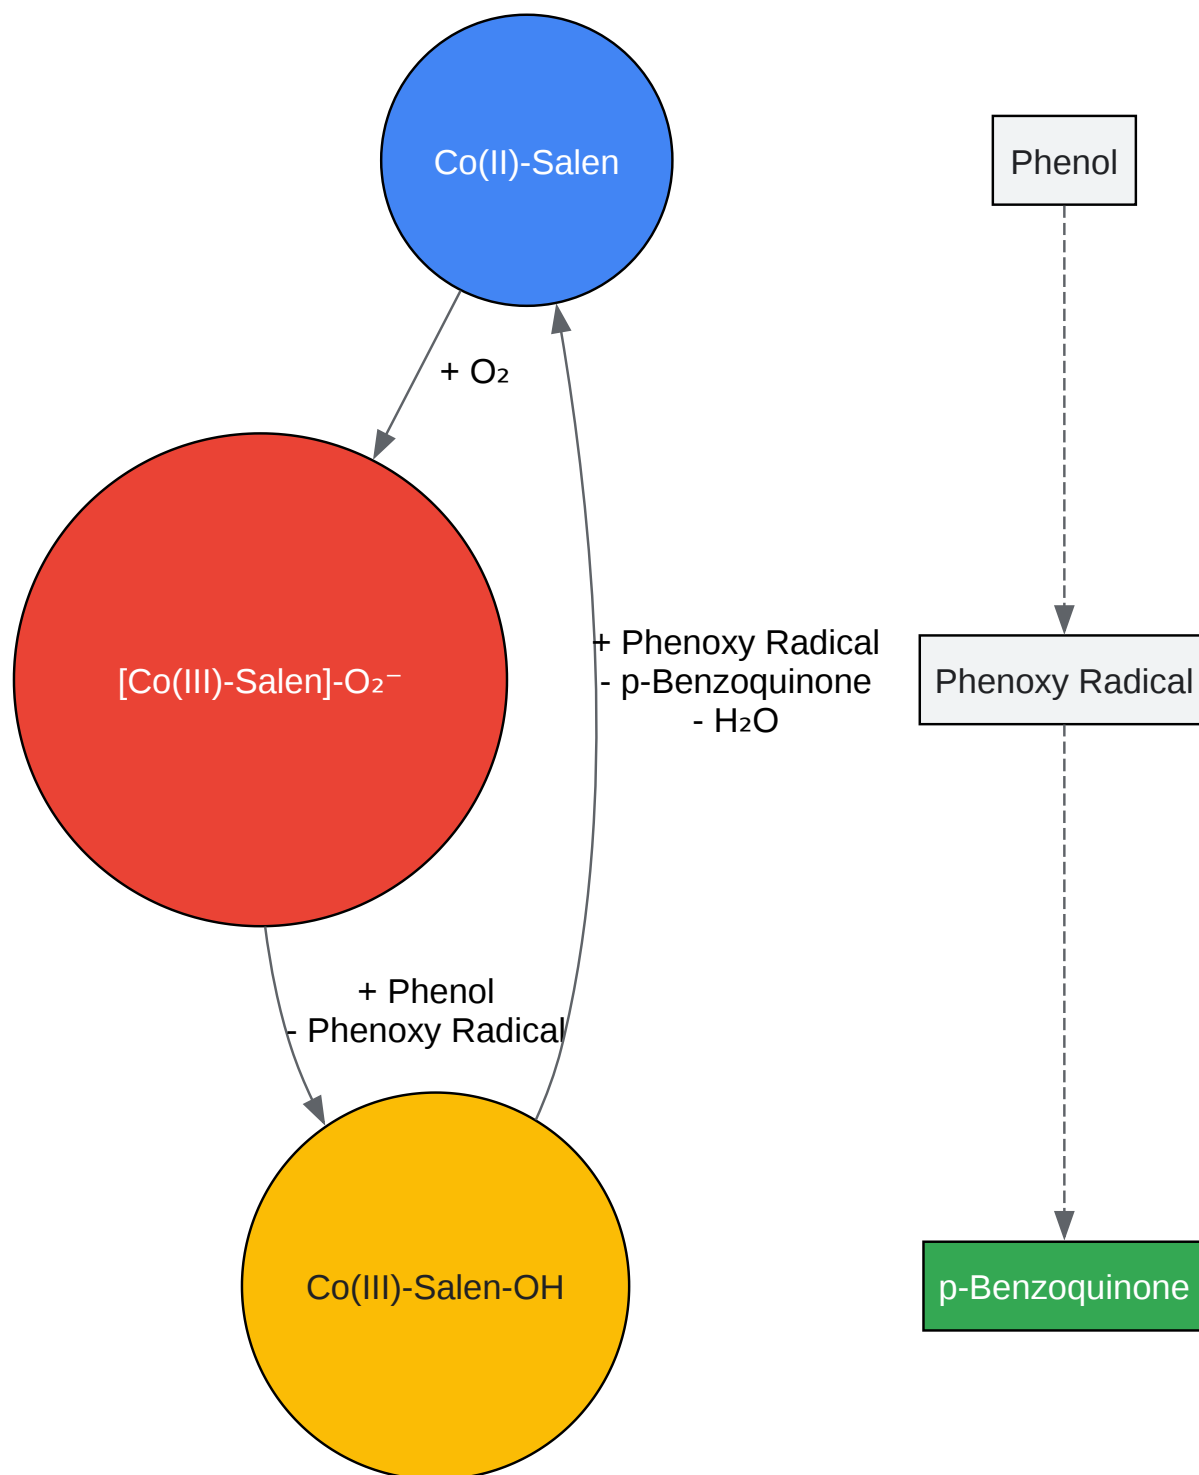 Co(II)-Salen
Phenol
+ O₂
[Co(III)-Salen]-O₂⁻
+ Phenoxy Radical
- p-Benzoquinone
- H₂O
Phenoxy Radical
+ Phenol
- Phenoxy Radical
Co(III)-Salen-OH
p-Benzoquinone